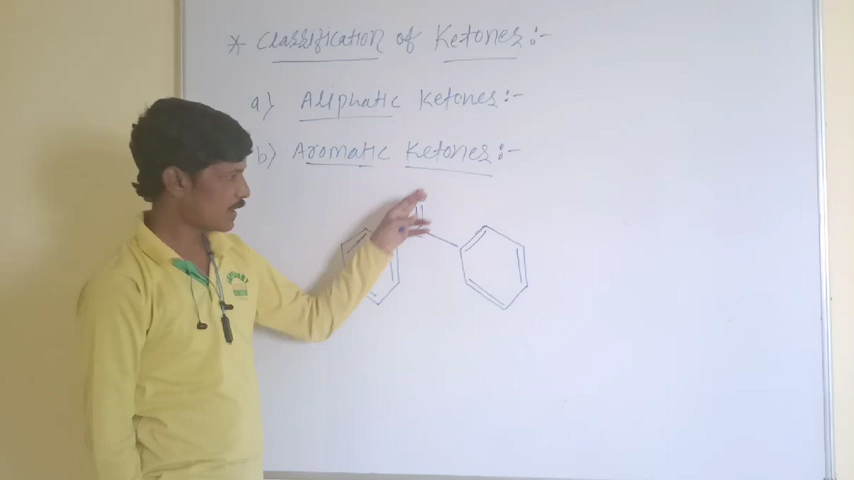 * Classification of Ketones:-
a) Aliphatic Ketones:-
b) Aromatic Ketones:-